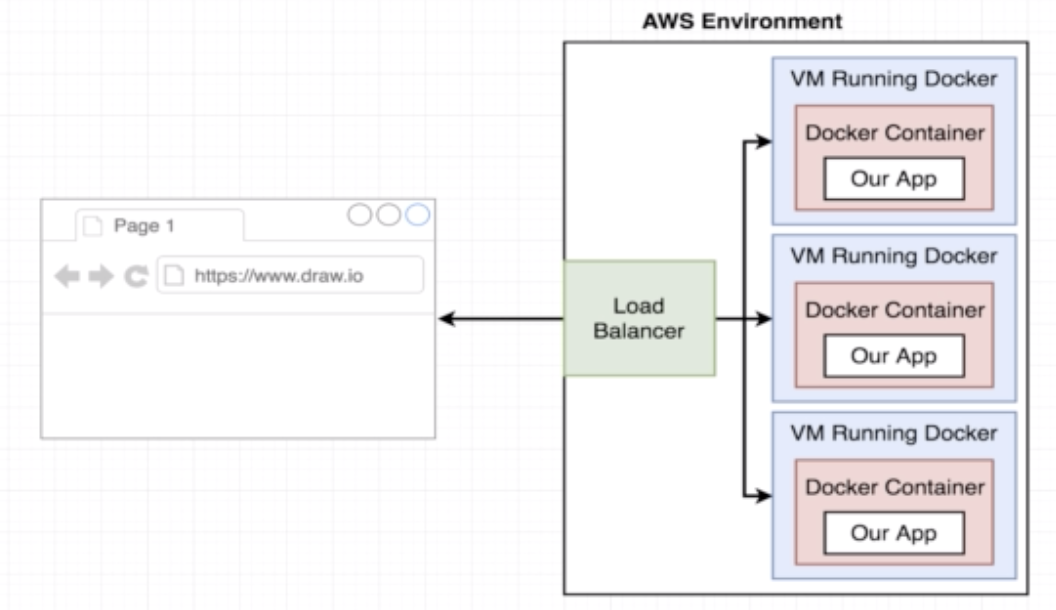 AWS Environment
Page 1
https://www.draw.io
Load
Balancer
VM Running Docker
Docker Container
Our App
VM Running Docker
Docker Container
Our App
VM Running Docker
Docker Container
Our App